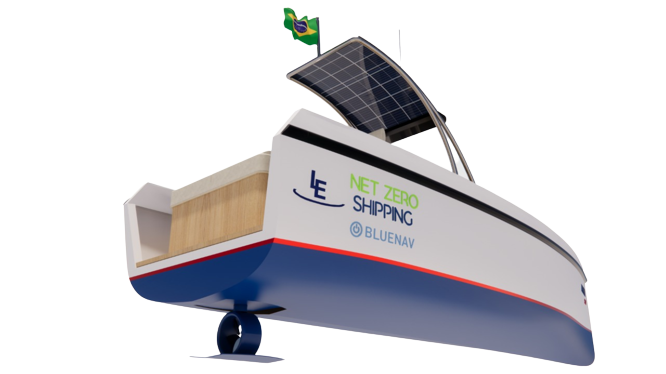 LE
NET ZERO
SHIPPING
BLUENAV